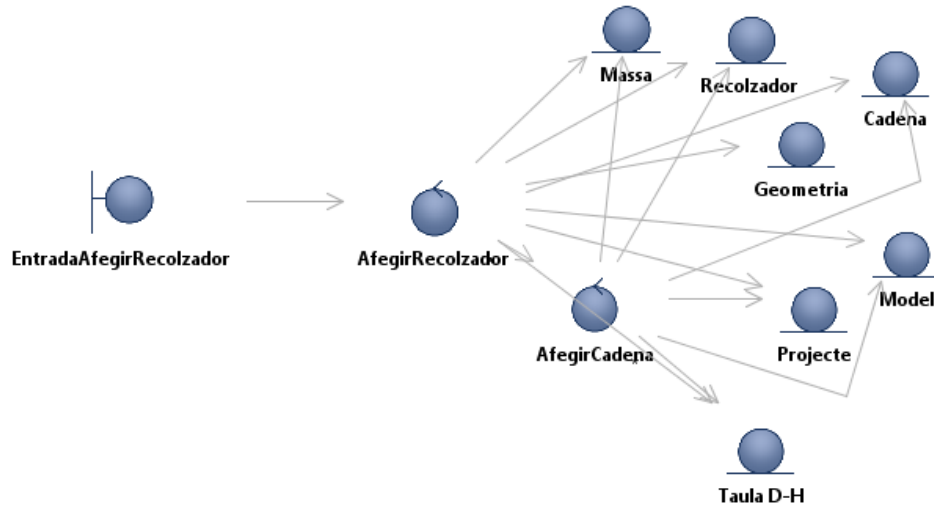 Massa
Recolzador
Cadena
Geometria
EntradaAfegirRecolzador
AfegirRecolzador
Model
AfegirCadena
Projecte
Taula D-H